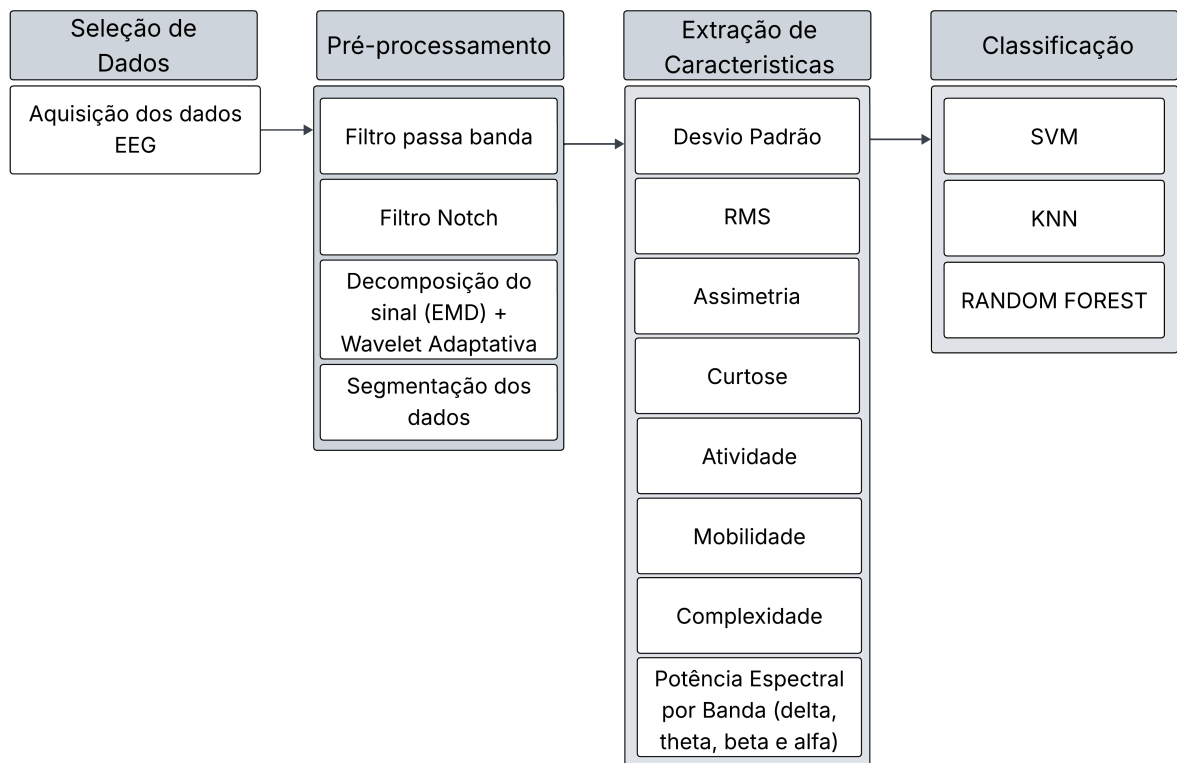 Seleção de
Dados
Aquisição dos dados
EEG
Pré-processamento
Filtro passa banda
Filtro Notch
Decomposição do
sinal (EMD) +
Wavelet Adaptativa
Segmentação dos
dados
Extração de
Caracteristicas
Desvio Padrão
RMS
Assimetria
Curtose
Atividade
Mobilidade
Complexidade
Potência Espectral
por Banda (delta,
theta, beta e alfa)
Classificação
SVM
KNN
RANDOM FOREST